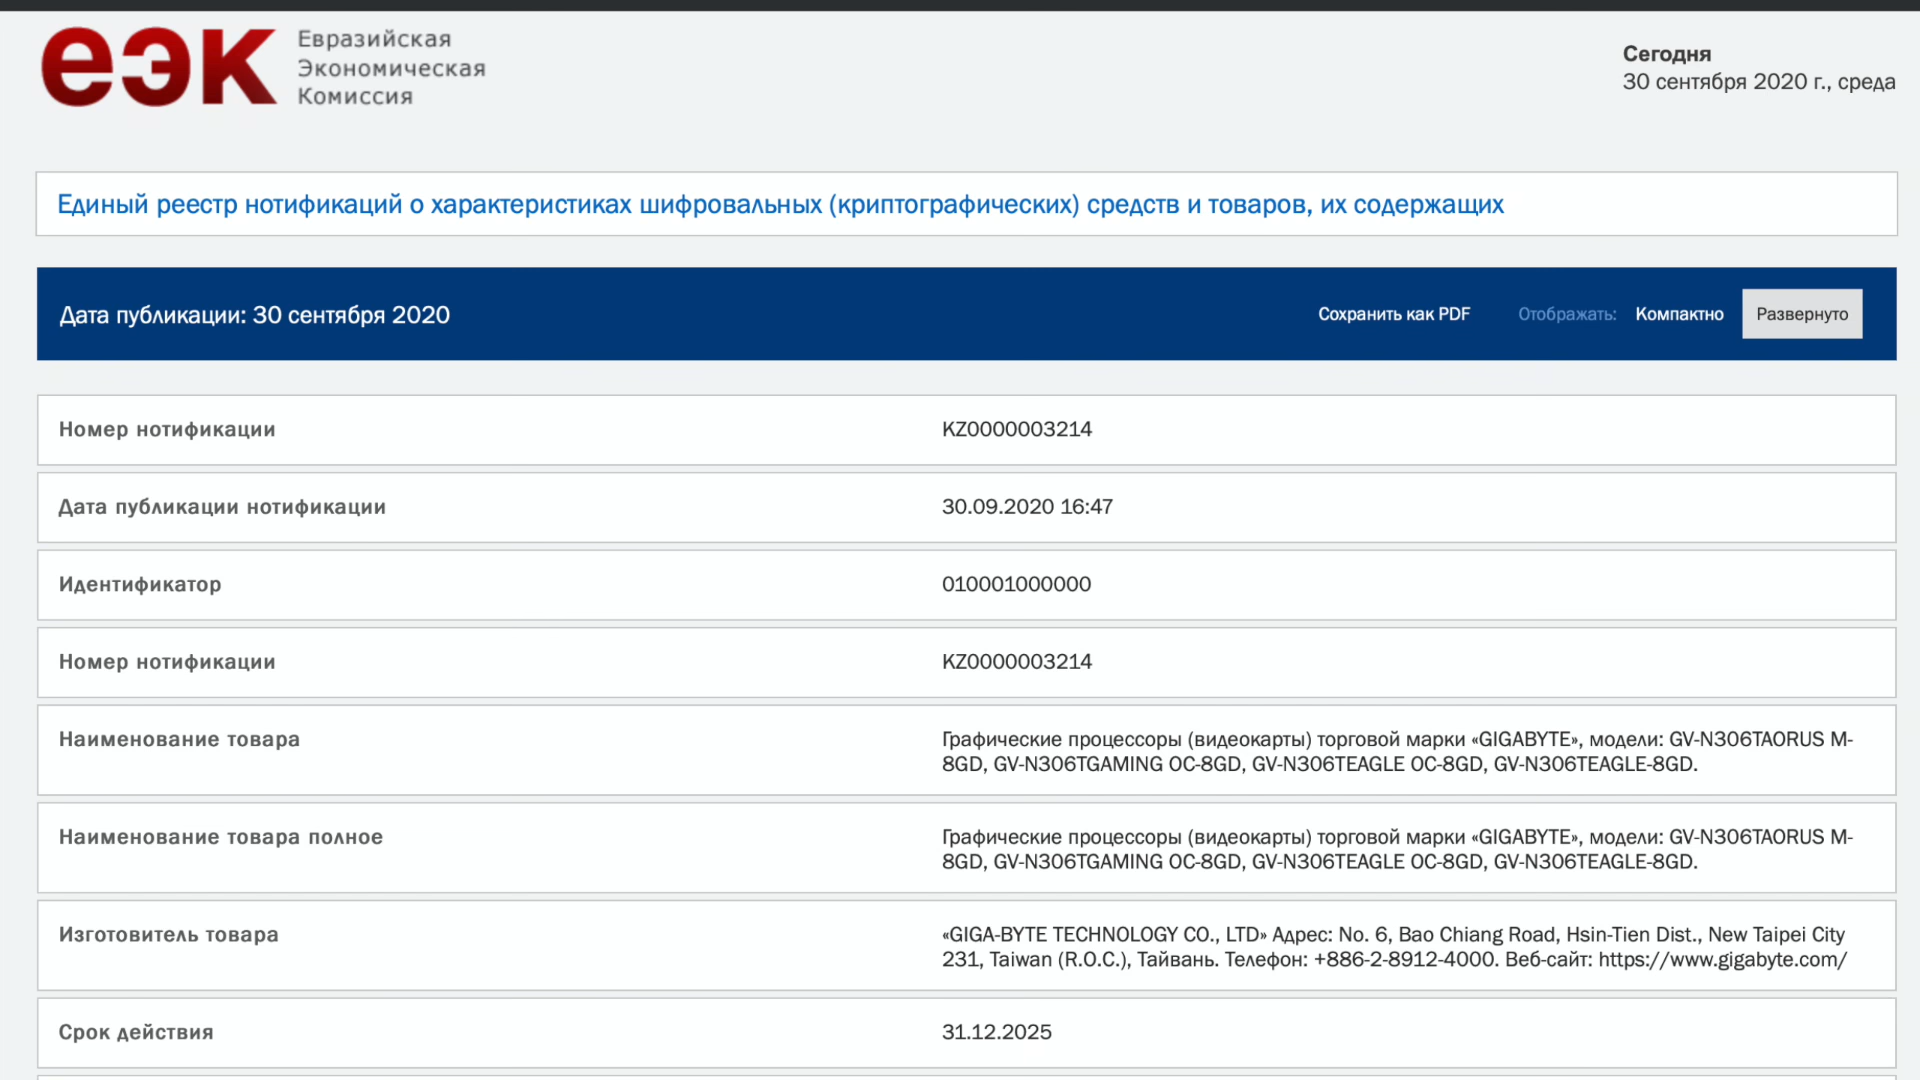 еэк
Евразийская
Экономическая
Комиссия
Сегодня
30 сентября 2020 г., среда
Единый реестр нотификаций о характеристиках шифровальных (криптографических) средств и товаров, их содержащих
Дата публикации: 30 сентября 2020
Сохранить как PDF
Отображать:
Компактно
Развернуто
Номер нотификации
KZ0000003214
Дата публикации нотификации
30.09.2020 16:47
Идентификатор
010001000000
Номер нотификации
KZ0000003214
Наименование товара
Графические процессоры (видеокарты) торговой марки «GIGABYTE», модели: GV-N306TAORUS M-
8GD, GV-N306TGAMING OC-8GD, GV-N306TEAGLE OC-8GD, GV-N306TEAGLE-8GD.
Наименование товара полное
Графические процессоры (видеокарты) торговой марки «GIGABYTE», модели: GV-N306TAORUS M-
8GD, GV-N306TGAMING OC-8GD, GV-N306TEAGLE OC-8GD, GV-N306TEAGLE-8GD.
Изготовитель товара
«GIGA-BYTE TECHNOLOGY CO., LTD» Адрес: No. 6, Bao Chiang Road, Hsin-Tien Dist., New Taipei City
231, Taiwan (R.O.C.), Тайвань. Телефон: +886-2-8912-4000. Веб-сайт: https://www.gigabyte.com/
Срок действия
31.12.2025